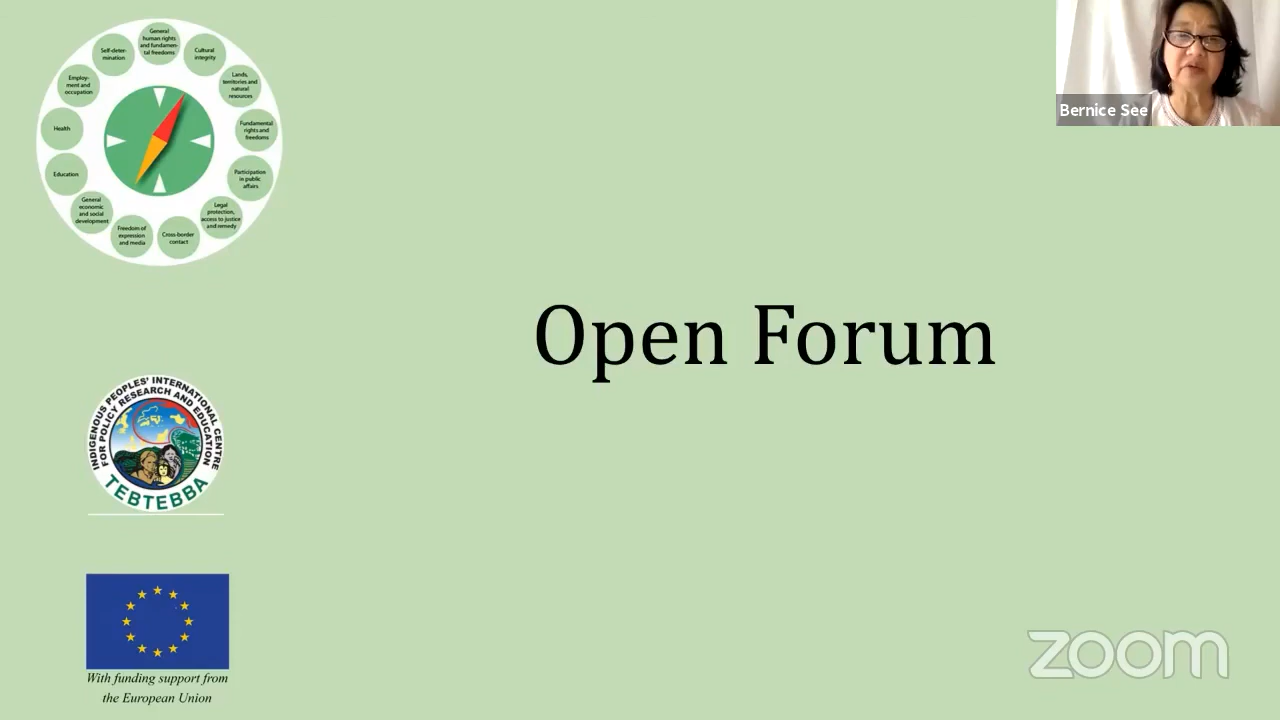 General
human rights
and fundamen-
tal freedoms
Cultural
integrity
Lands,
territories and
natural
resources
Fundamental
rights and
freedoms
Participation
in public
affairs
Legal
protection,
access to justice
and remedy
Cross-border
contact
Freedom of
expression
and media
General
economic
and social
development
Education
Health
Employ-
ment and
occupation
Self-deter-
mination
Bernice See
Open Forum
INDIGENOUS PEOPLES' INTERNATIONAL CENTRE
FOR POLICY RESEARCH AND EDUCATION
TEBTEBBA
With funding support from
the European Union
zoom